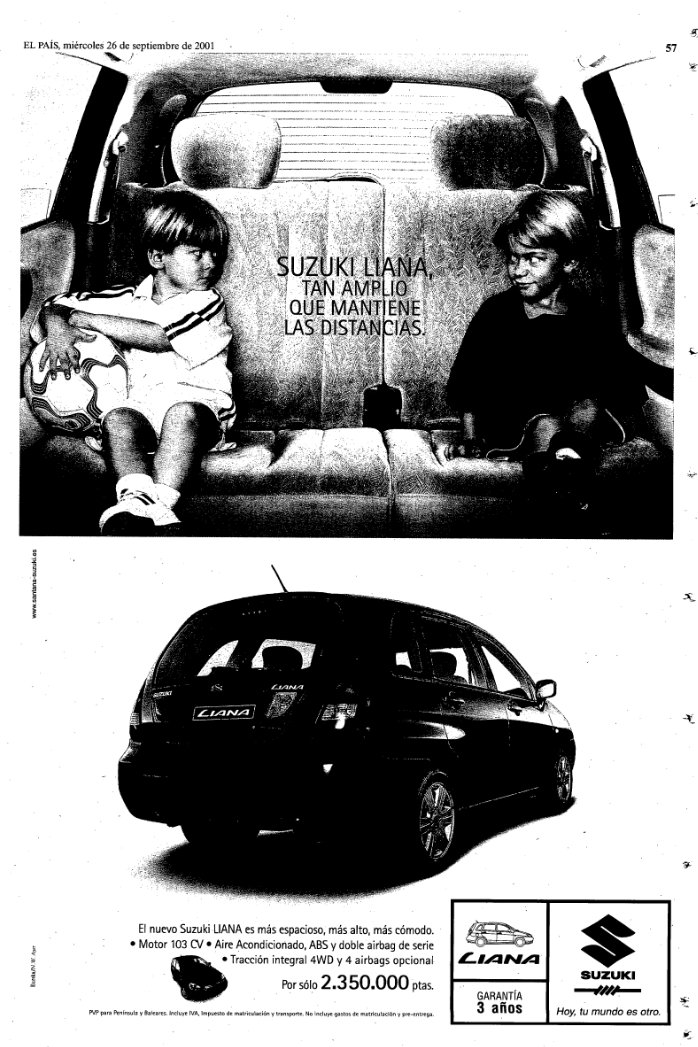 EL PAÍS, miércoles 26 de septiembre de 2001
57
SUZUKI LIANA,
TAN AMPLIO
QUE MANTIENE
LAS DISTANCIAS.
www.santana-suzuki.es
SUZUKI
LIANA
LIANA
El nuevo Suzuki LIANA es más espacioso, más alto, más cómodo.
• Motor 103 CV • Aire Acondicionado, ABS y doble airbag de serie
• Tracción integral 4WD y 4 airbags opcional
Por sólo 2.350.000 ptas.
PVP para Península y Baleares. Incluye IVA, impuesto de matriculación y transporte. No incluye gastos de matriculación y pre-entrega.
LIANA
GARANTÍA
3 años
SUZUKI
Hoy, tu mundo es otro.